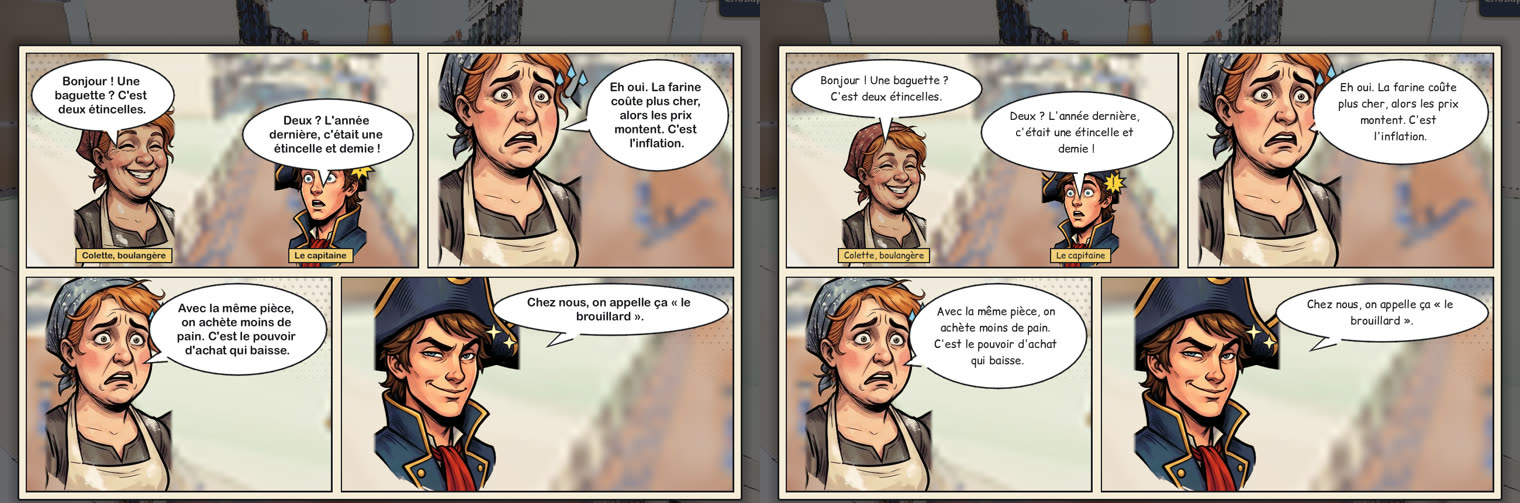 Bonjour ! Une
baguette ? C'est
deux étincelles.
Deux ? L'année
dernière, c'était une
étincelle et demie !
Colette, boulangère
Le capitaine
Eh oui. La farine
coûte plus cher,
alors les prix
montent. C'est
l'inflation.
Avec la même pièce,
on achète moins de
pain. C'est le pouvoir
d'achat qui baisse.
Chez nous, on appelle ça « le
brouillard ».
Bonjour ! Une baguette ?
C'est deux étincelles.
Deux ? L'année dernière,
c'était une étincelle et
demie !
!
Colette, boulangère
Le capitaine
Eh oui. La farine coûte
plus cher, alors les prix
montent. C'est
l'inflation.
Avec la même pièce, on
achète moins de pain.
C'est le pouvoir d'achat
qui baisse.
Chez nous, on appelle ça « le
brouillard ».